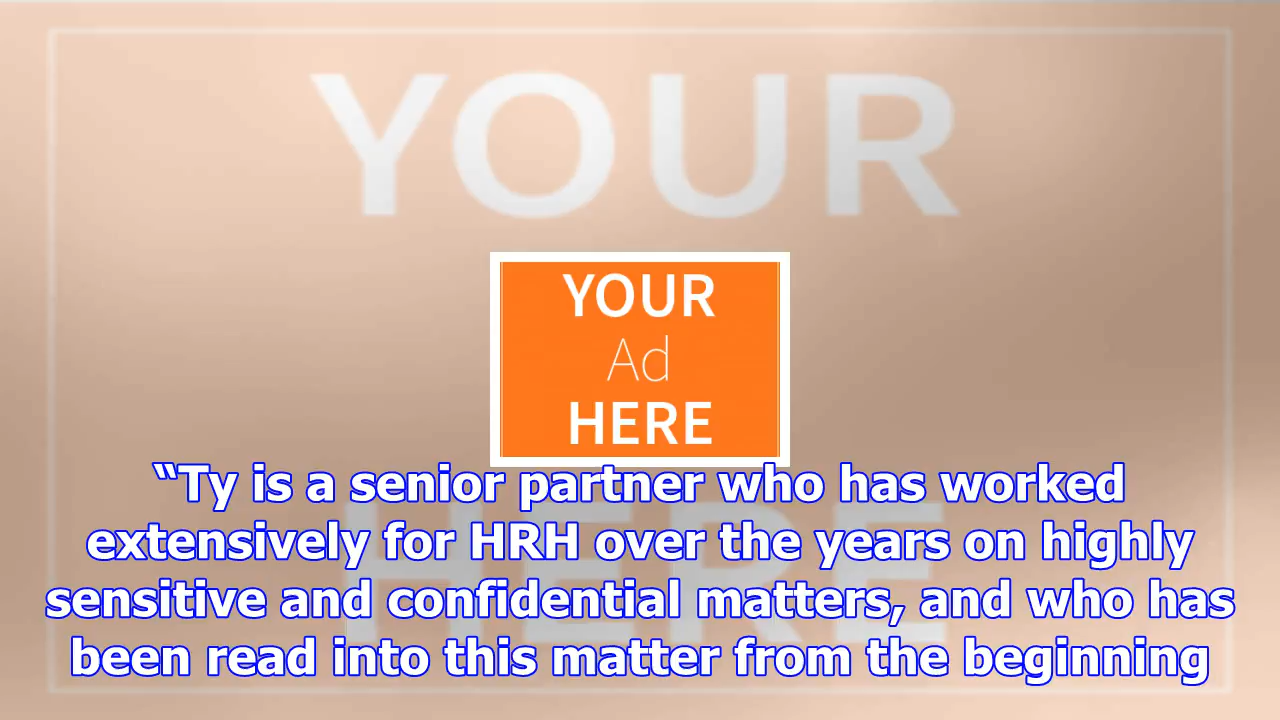 YOUR
YOUR
Ad
HERE
HERE
“Ty is a senior partner who has worked
extensively for HRH over the years on highly
sensitive and confidential matters, and who has
been read into this matter from the beginning